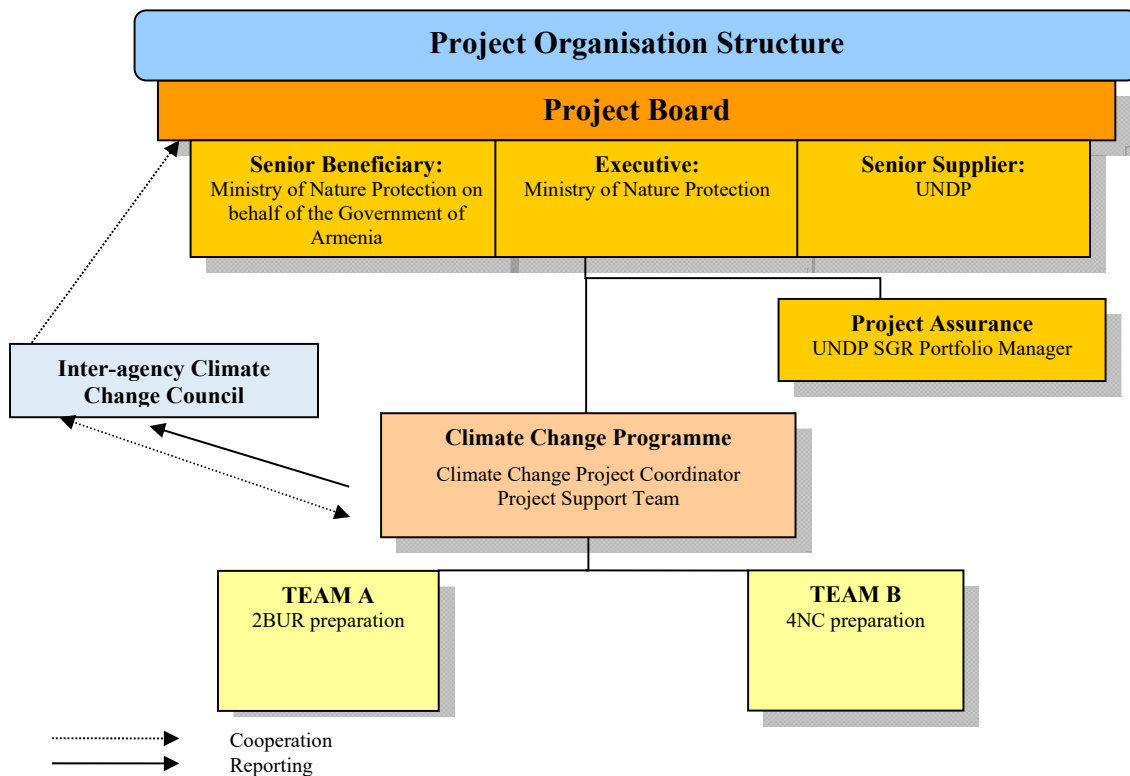 Project Organisation Structure
Project Board
Senior Beneficiary:
Ministry of Nature Protection on
behalf of the Government of
Armenia
Executive:
Ministry of Nature Protection
Senior Supplier:
UNDP
Project Assurance
UNDP SGR Portfolio Manager
Inter-agency Climate
Change Council
Climate Change Programme
Climate Change Project Coordinator
Project Support Team
TEAM A
2BUR preparation
TEAM B
4NC preparation
Cooperation
Reporting